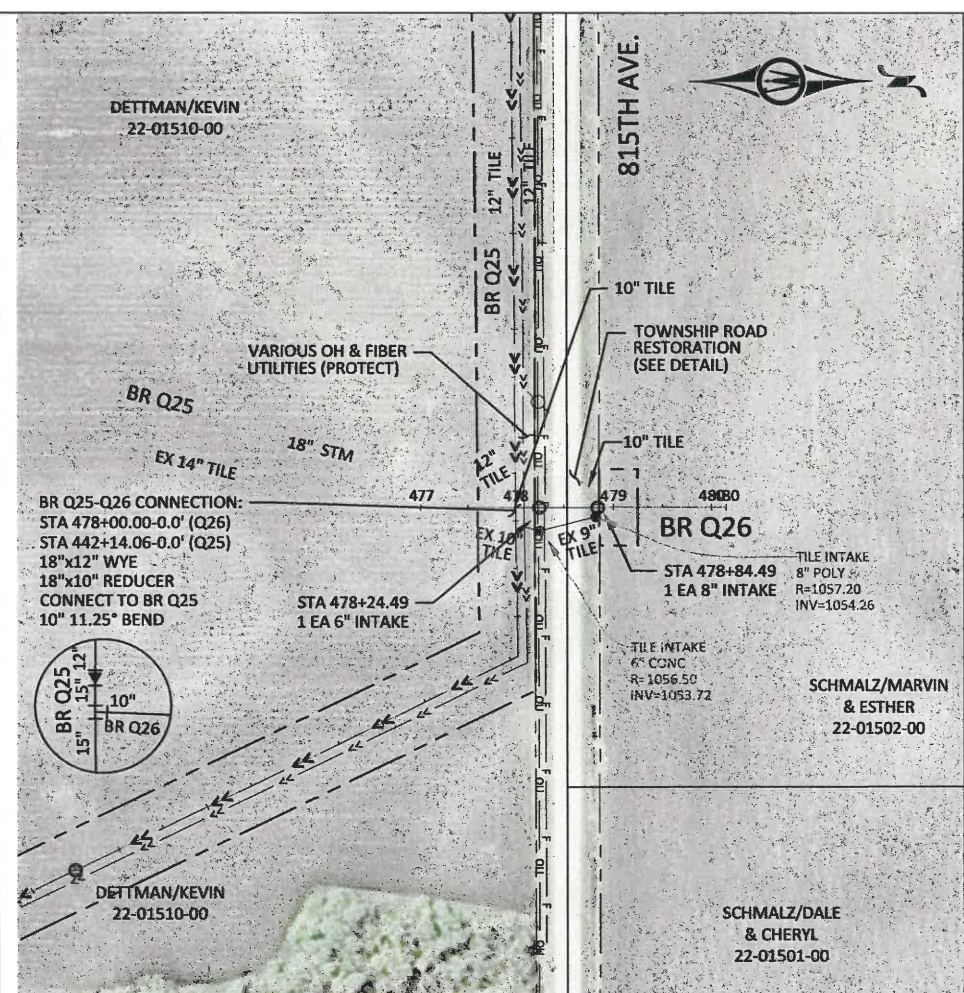 DETTMAN/KEVIN
22-01510-00
815TH AVE.
12" TILE
12" TILE
BR Q25
10" TILE
TOWNSHIP ROAD
RESTORATION
(SEE DETAIL)
VARIOUS OH & FIBER
UTILITIES (PROTECT)
BR Q25
18" STM
EX 14" TILE
12"
TILE
10" TILE
BR Q25-Q26 CONNECTION:
STA 478+00.00-0.0' (Q26)
STA 442+14.06-0.0' (Q25)
18"x12" WYE
18"x10" REDUCER
CONNECT TO BR Q25
10" 11.25° BEND
477
478
479
BR Q26
EX 10"
TILE
EX 9"
TILE
STA 478+24.49
1 EA 6" INTAKE
STA 478+84.49
1 EA 8" INTAKE
TILE INTAKE
8" POLY
R=1057.20
INV=1054.26
TILE INTAKE
6" CONC
R=1056.50
INV=1053.72
SCHMALZ/MARVIN
& ESTHER
22-01502-00
BR Q25
15" 12"
15"
10"
BR Q26
DETTMAN/KEVIN
22-01510-00
SCHMALZ/DALE
& CHERYL
22-01501-00